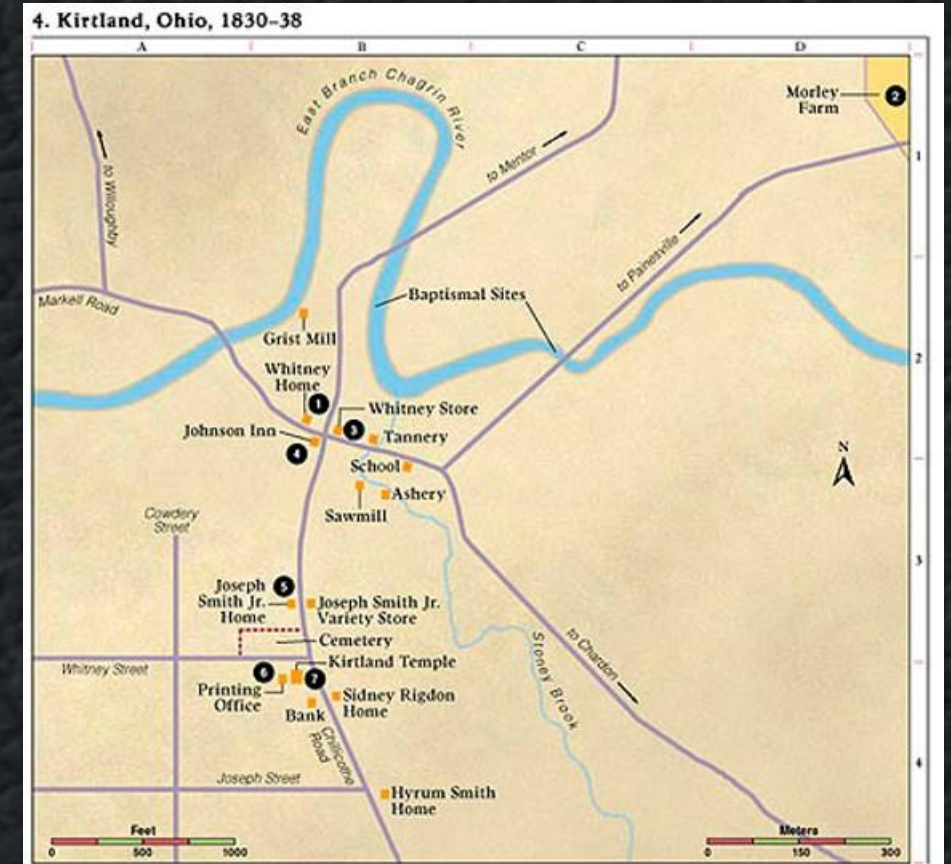 4. Kirtland, Ohio, 1830–38
A
B
C
D
East Branch Chagrin River
Morley
Farm
2
1
to Mentor
to Willoughby
to Painesville
Markell Road
Baptismal Sites
Grist Mill
2
Whitney
Home
1
Whitney Store
3
Johnson Inn
Tannery
4
N
School
Ashery
Sawmill
Cowdery
Street
3
Joseph
Smith Jr.
Home
5
Joseph Smith Jr.
Variety Store
Cemetery
to Chardon
Stoney Brook
Whitney Street
Kirtland Temple
6
7
Printing
Office
Sidney Rigdon
Home
Bank
Chillicothe
Road
4
Joseph Street
Hyrum Smith
Home
Feet
0 500 1000
Meters
0 150 300